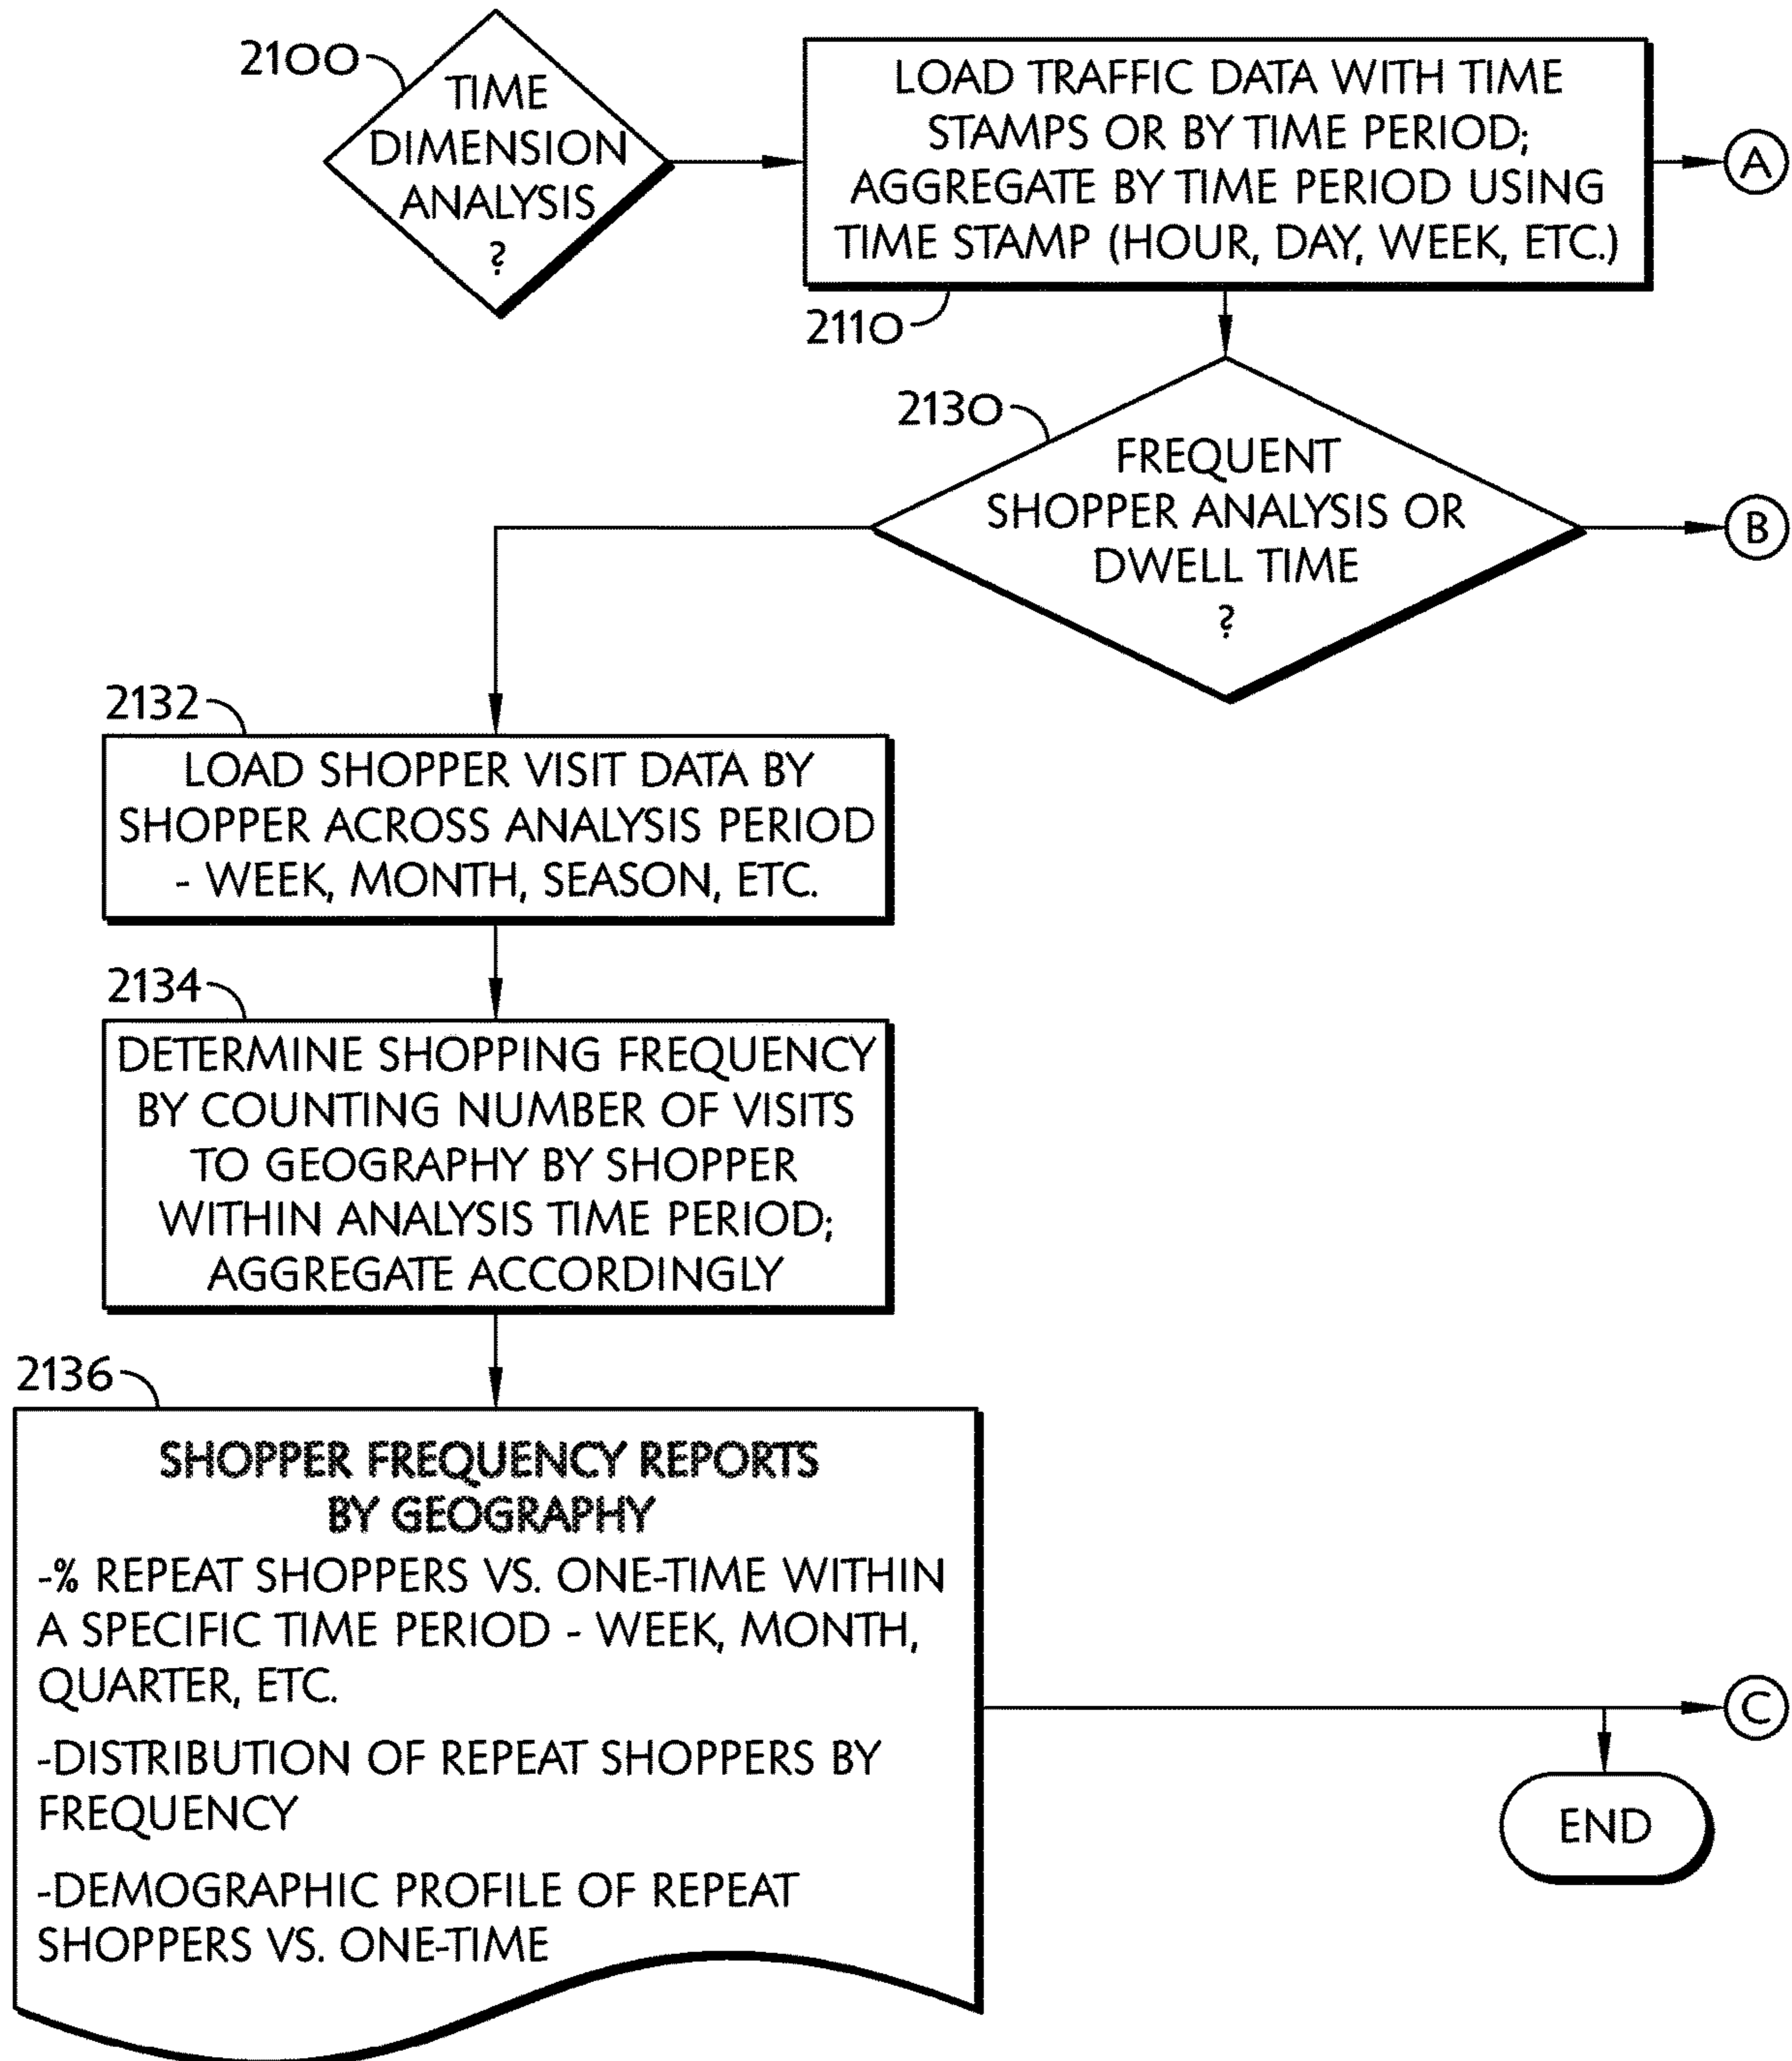 2100
TIME
DIMENSION
ANALYSIS
?
LOAD TRAFFIC DATA WITH TIME
STAMPS OR BY TIME PERIOD;
AGGREGATE BY TIME PERIOD USING
TIME STAMP (HOUR, DAY, WEEK, ETC.)
A
2110
2130
FREQUENT
SHOPPER ANALYSIS OR
DWELL TIME
?
B
2132
LOAD SHOPPER VISIT DATA BY
SHOPPER ACROSS ANALYSIS PERIOD
- WEEK, MONTH, SEASON, ETC.
2134
DETERMINE SHOPPING FREQUENCY
BY COUNTING NUMBER OF VISITS
TO GEOGRAPHY BY SHOPPER
WITHIN ANALYSIS TIME PERIOD;
AGGREGATE ACCORDINGLY
2136
SHOPPER FREQUENCY REPORTS
BY GEOGRAPHY
-% REPEAT SHOPPERS VS. ONE-TIME WITHIN
A SPECIFIC TIME PERIOD - WEEK, MONTH,
QUARTER, ETC.
-DISTRIBUTION OF REPEAT SHOPPERS BY
FREQUENCY
-DEMOGRAPHIC PROFILE OF REPEAT
SHOPPERS VS. ONE-TIME
C
END